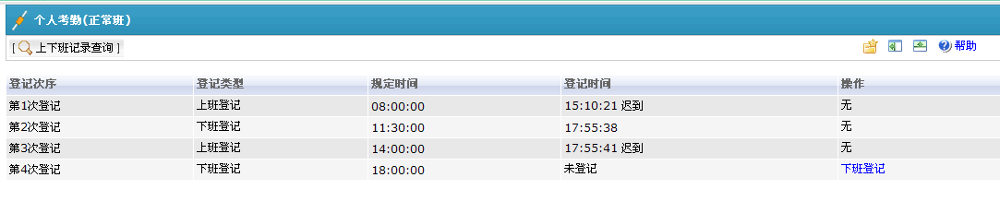 个人考勤(正常班)
[ 上下班记录查询 ] 帮助
登记次序 登记类型 规定时间 登记时间 操作
第1次登记 上班登记 08:00:00 15:10:21 迟到 无
第2次登记 下班登记 11:30:00 17:55:38 无
第3次登记 上班登记 14:00:00 17:55:41 迟到 无
第4次登记 下班登记 18:00:00 未登记 下班登记